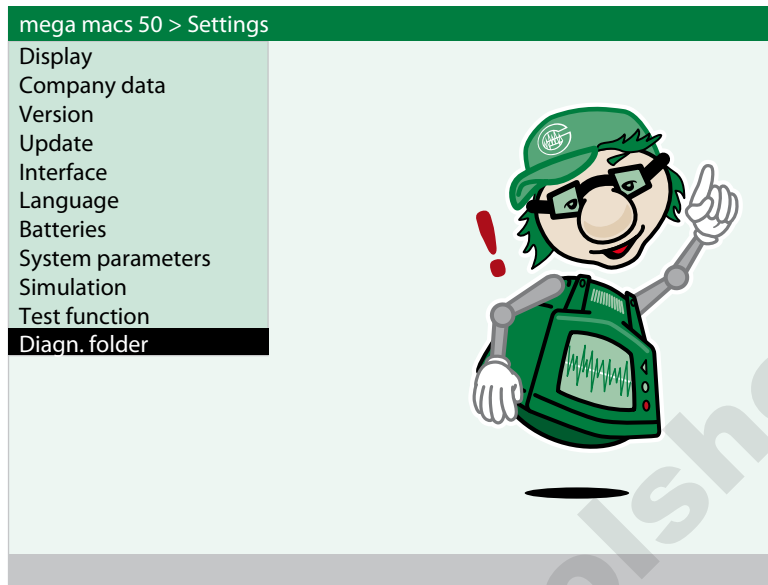 mega macs 50 > Settings
Display
Company data
Version
Update
Interface
Language
Batteries
System parameters
Simulation
Test function
Diagn. folder